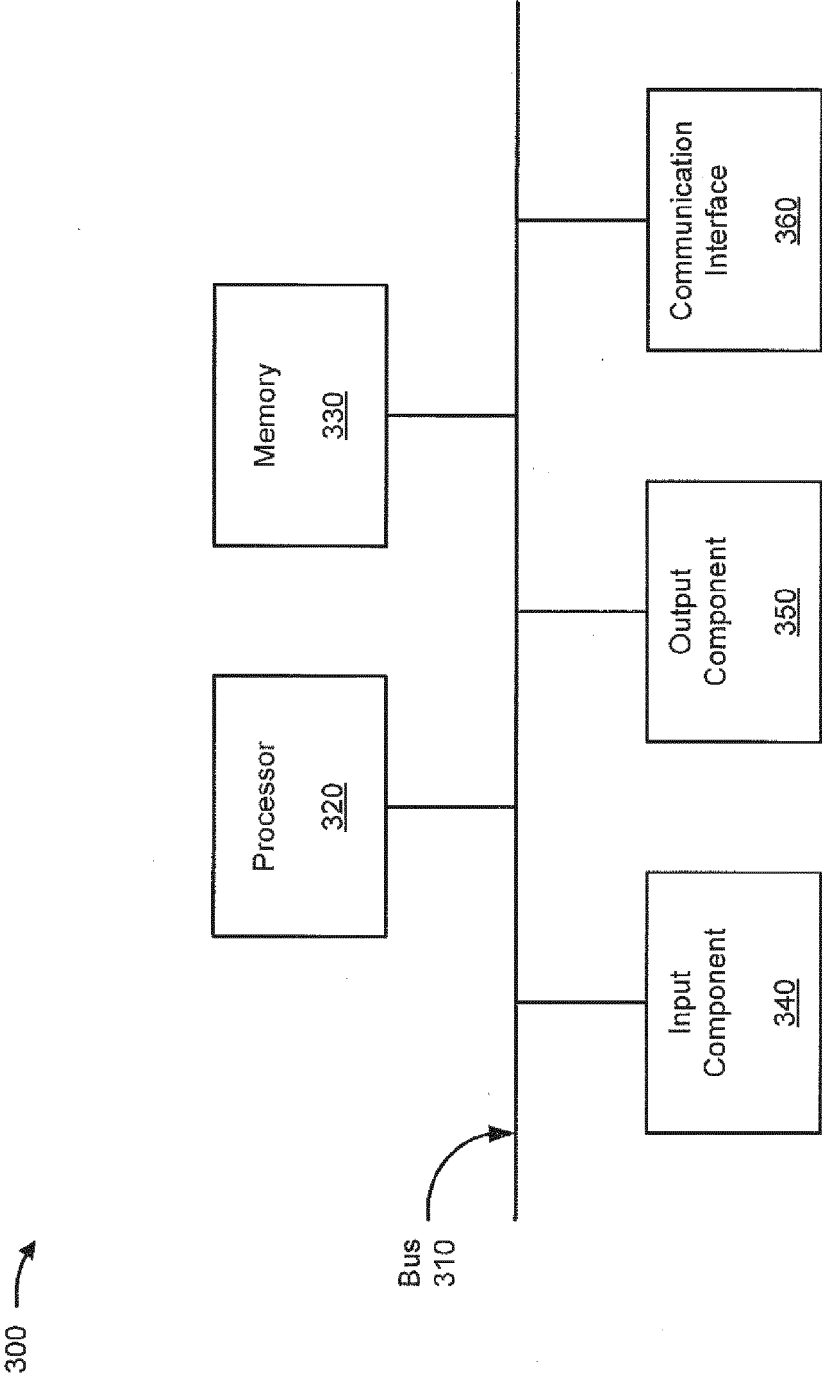 300
Processor
320
Memory
330
Bus
310
Input
Component
340
Output
Component
350
Communication
Interface
360